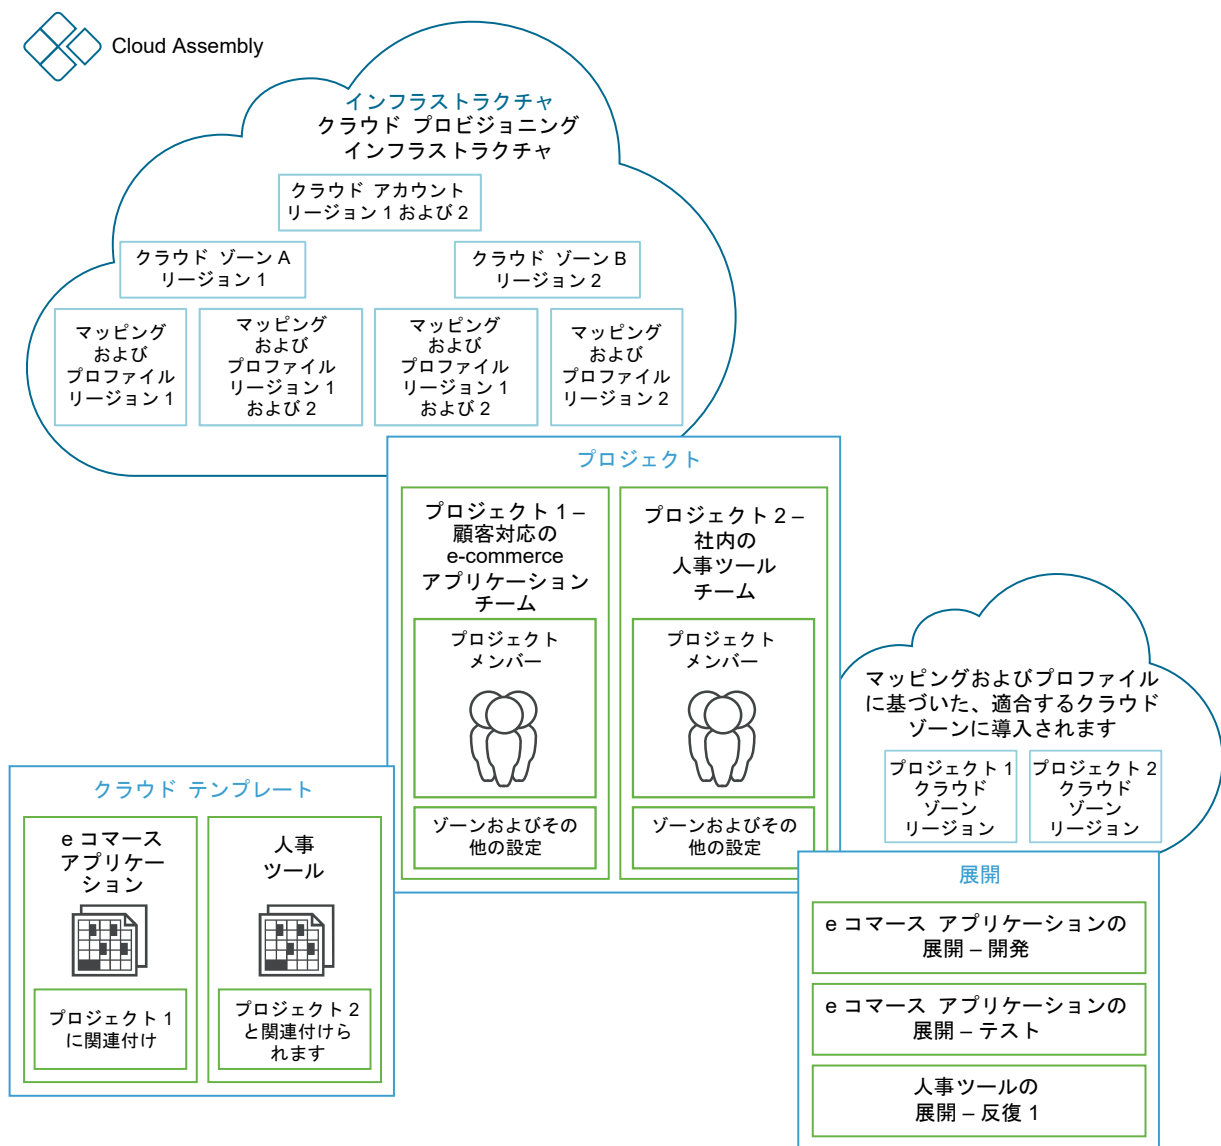 Cloud Assembly
インフラストラクチャ
クラウド プロビジョニング
インフラストラクチャ
クラウド アカウント
リージョン 1 および 2
クラウド ゾーン A
リージョン 1
クラウド ゾーン B
リージョン 2
マッピング
および
プロファイル
リージョン 1
マッピング
および
プロファイル
リージョン 1
および 2
マッピング
および
プロファイル
リージョン 1
および 2
マッピング
および
プロファイル
リージョン 2
プロジェクト
プロジェクト 1 –
顧客対応の
e-commerce
アプリケーション
チーム
プロジェクト
メンバー
ゾーンおよびその
他の設定
プロジェクト 2 –
社内の
人事ツール
チーム
プロジェクト
メンバー
ゾーンおよびその
他の設定
マッピングおよびプロファイル
に基づいた、適合するクラウド
ゾーンに導入されます
プロジェクト 1
クラウド
ゾーン
リージョン
プロジェクト 2
クラウド
ゾーン
リージョン
クラウド テンプレート
e コマース
アプリケー
ション
プロジェクト 1
に関連付け
人事
ツール
プロジェクト 2
と関連付けら
れます
展開
e コマース アプリケーションの
展開 – 開発
e コマース アプリケーションの
展開 – テスト
人事ツールの
展開 – 反復 1